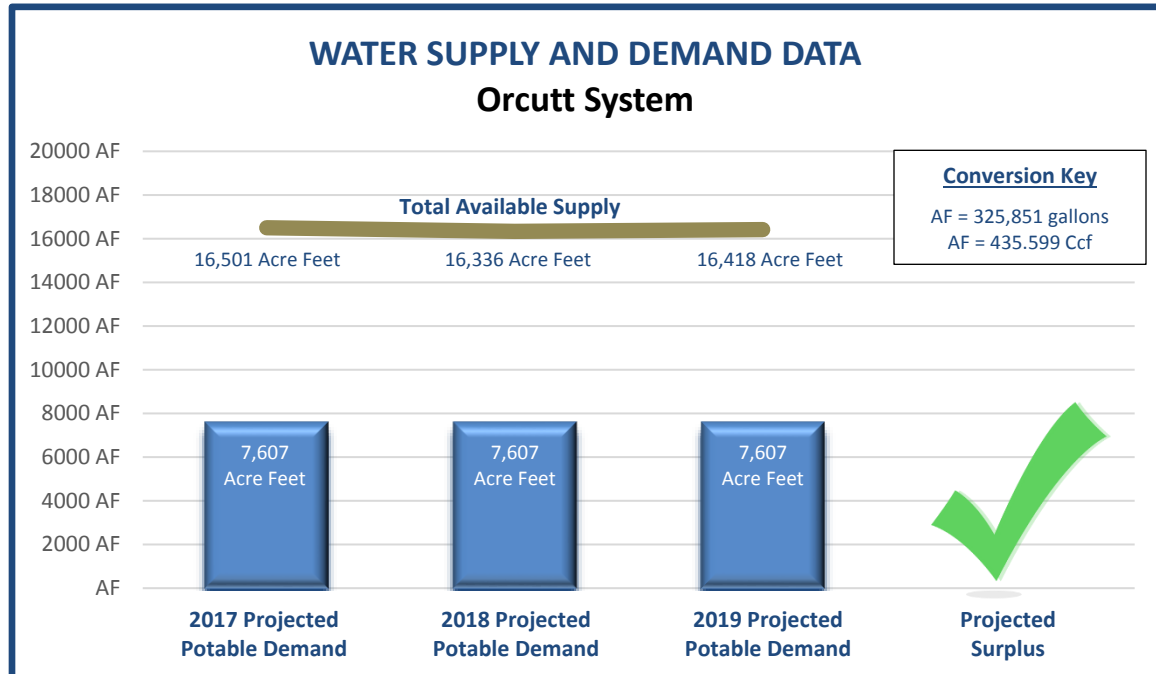 WATER SUPPLY AND DEMAND DATA
Orcutt System
20000 AF
18000 AF
16000 AF
14000 AF
12000 AF
10000 AF
8000 AF
6000 AF
4000 AF
2000 AF
AF
Total Available Supply
16,501 Acre Feet
16,336 Acre Feet
16,418 Acre Feet
Conversion Key
AF = 325,851 gallons
AF = 435.599 Ccf
7,607
Acre Feet
7,607
Acre Feet
7,607
Acre Feet
2017 Projected
Potable Demand
2018 Projected
Potable Demand
2019 Projected
Potable Demand
Projected
Surplus